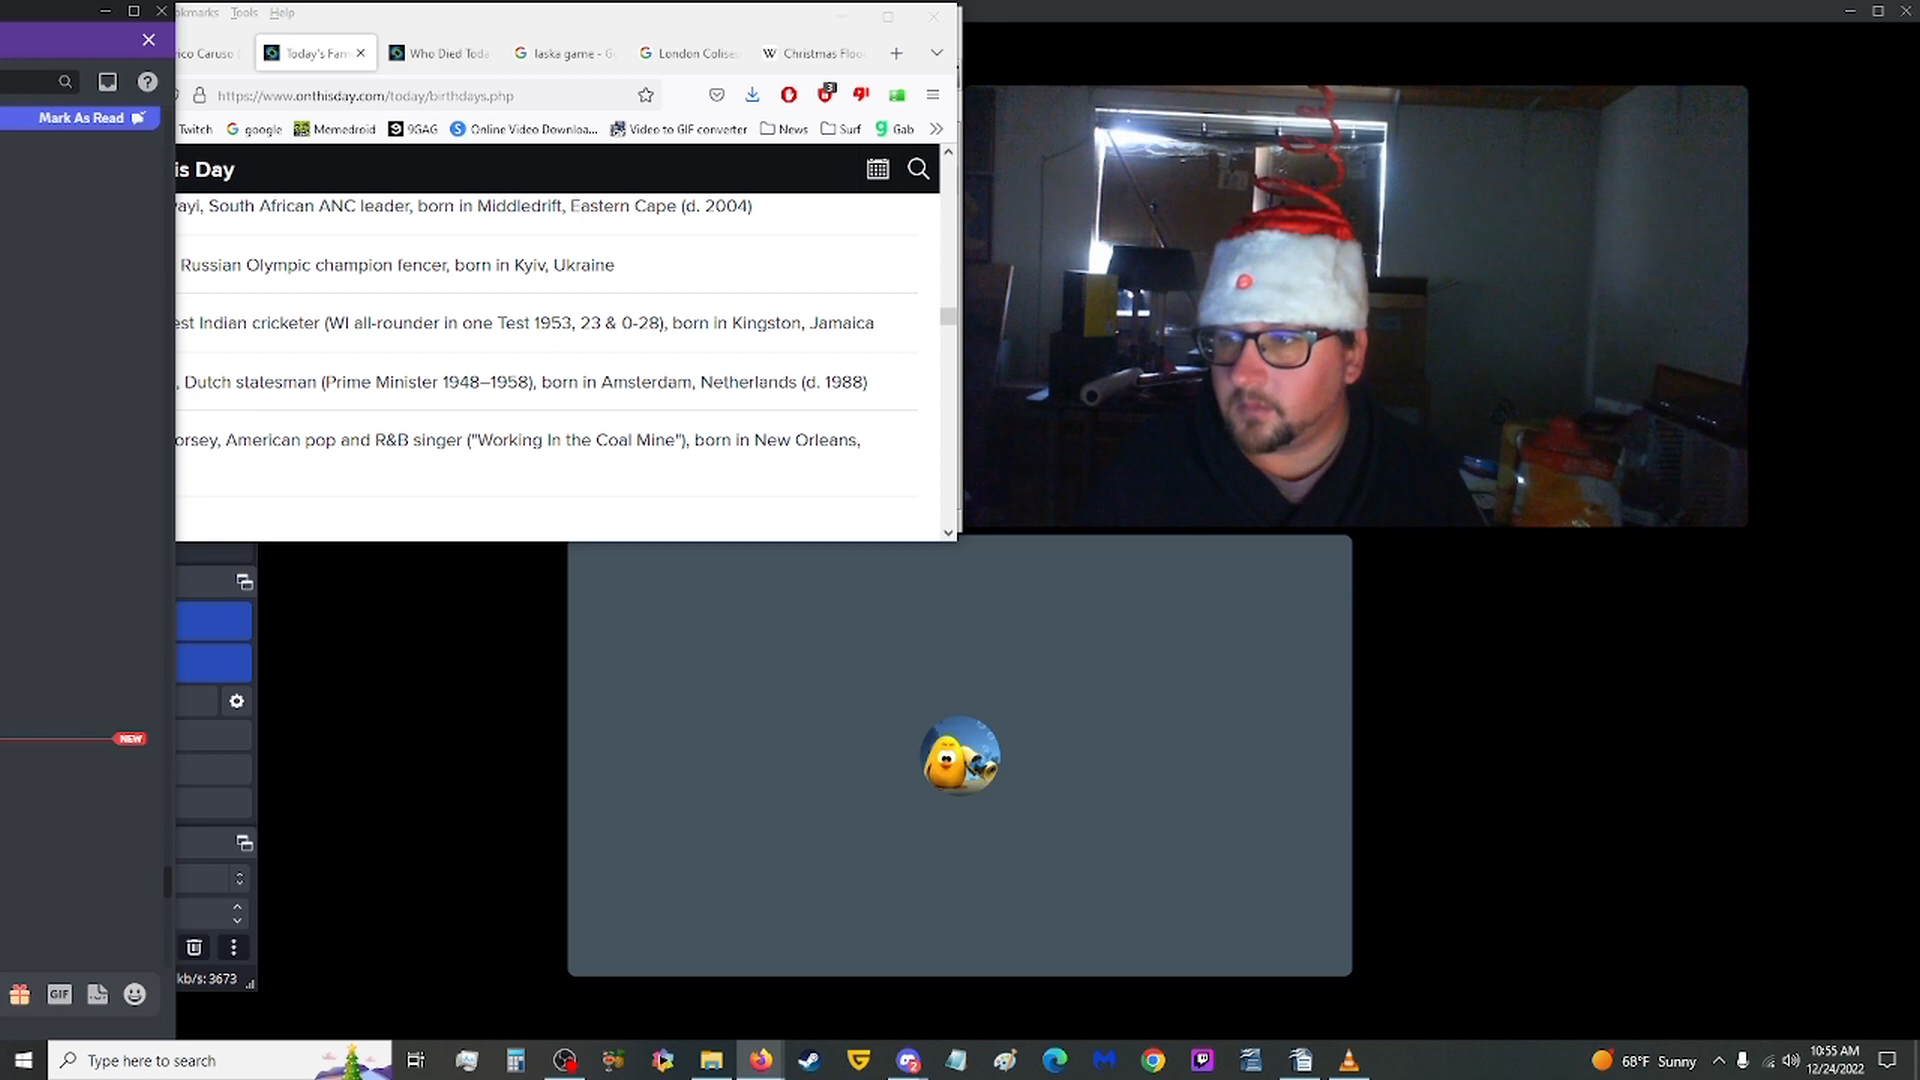 okmarks Tools Help
rico Caruso
Today's Fam
Who Died Toda
laska game - G
London Colise
Christmas Floo
https://www.onthisday.com/today/birthdays.php
3
Twitch google Memedroid 9GAG Online Video Downloa... Video to GIF converter News Surf Gab
Mark As Read
is Day
yayi, South African ANC leader, born in Middledrift, Eastern Cape (d. 2004)
Russian Olympic champion fencer, born in Kyiv, Ukraine
est Indian cricketer (WI all-rounder in one Test 1953, 23 & 0-28), born in Kingston, Jamaica
, Dutch statesman (Prime Minister 1948–1958), born in Amsterdam, Netherlands (d. 1988)
orsey, American pop and R&B singer ("Working In the Coal Mine"), born in New Orleans,
NEW
kb/s: 3673
GIF
Type here to search
2
68°F Sunny
10:55 AM
12/24/2022